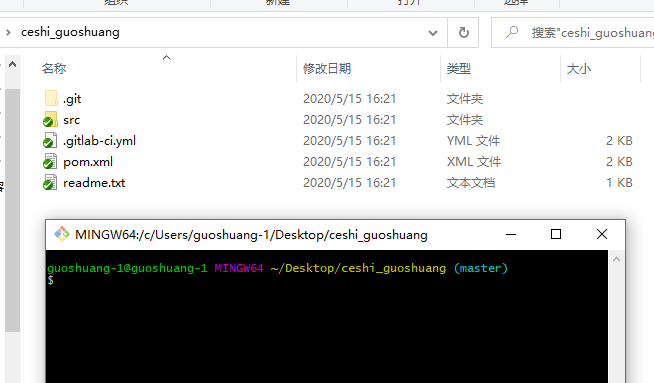 组织 新建 打开 选择
ceshi_guoshuang 搜索"ceshi_guoshuang
名称 修改日期 类型 大小
.git 2020/5/15 16:21 文件夹
src 2020/5/15 16:21 文件夹
.gitlab-ci.yml 2020/5/15 16:21 YML 文件 2 KB
pom.xml 2020/5/15 16:21 XML 文件 2 KB
readme.txt 2020/5/15 16:21 文本文档 1 KB
MINGW64:/c/Users/guoshuang-1/Desktop/ceshi_guoshuang
guoshuang-1@guoshuang-1 MINGW64 ~/Desktop/ceshi_guoshuang (master)
$